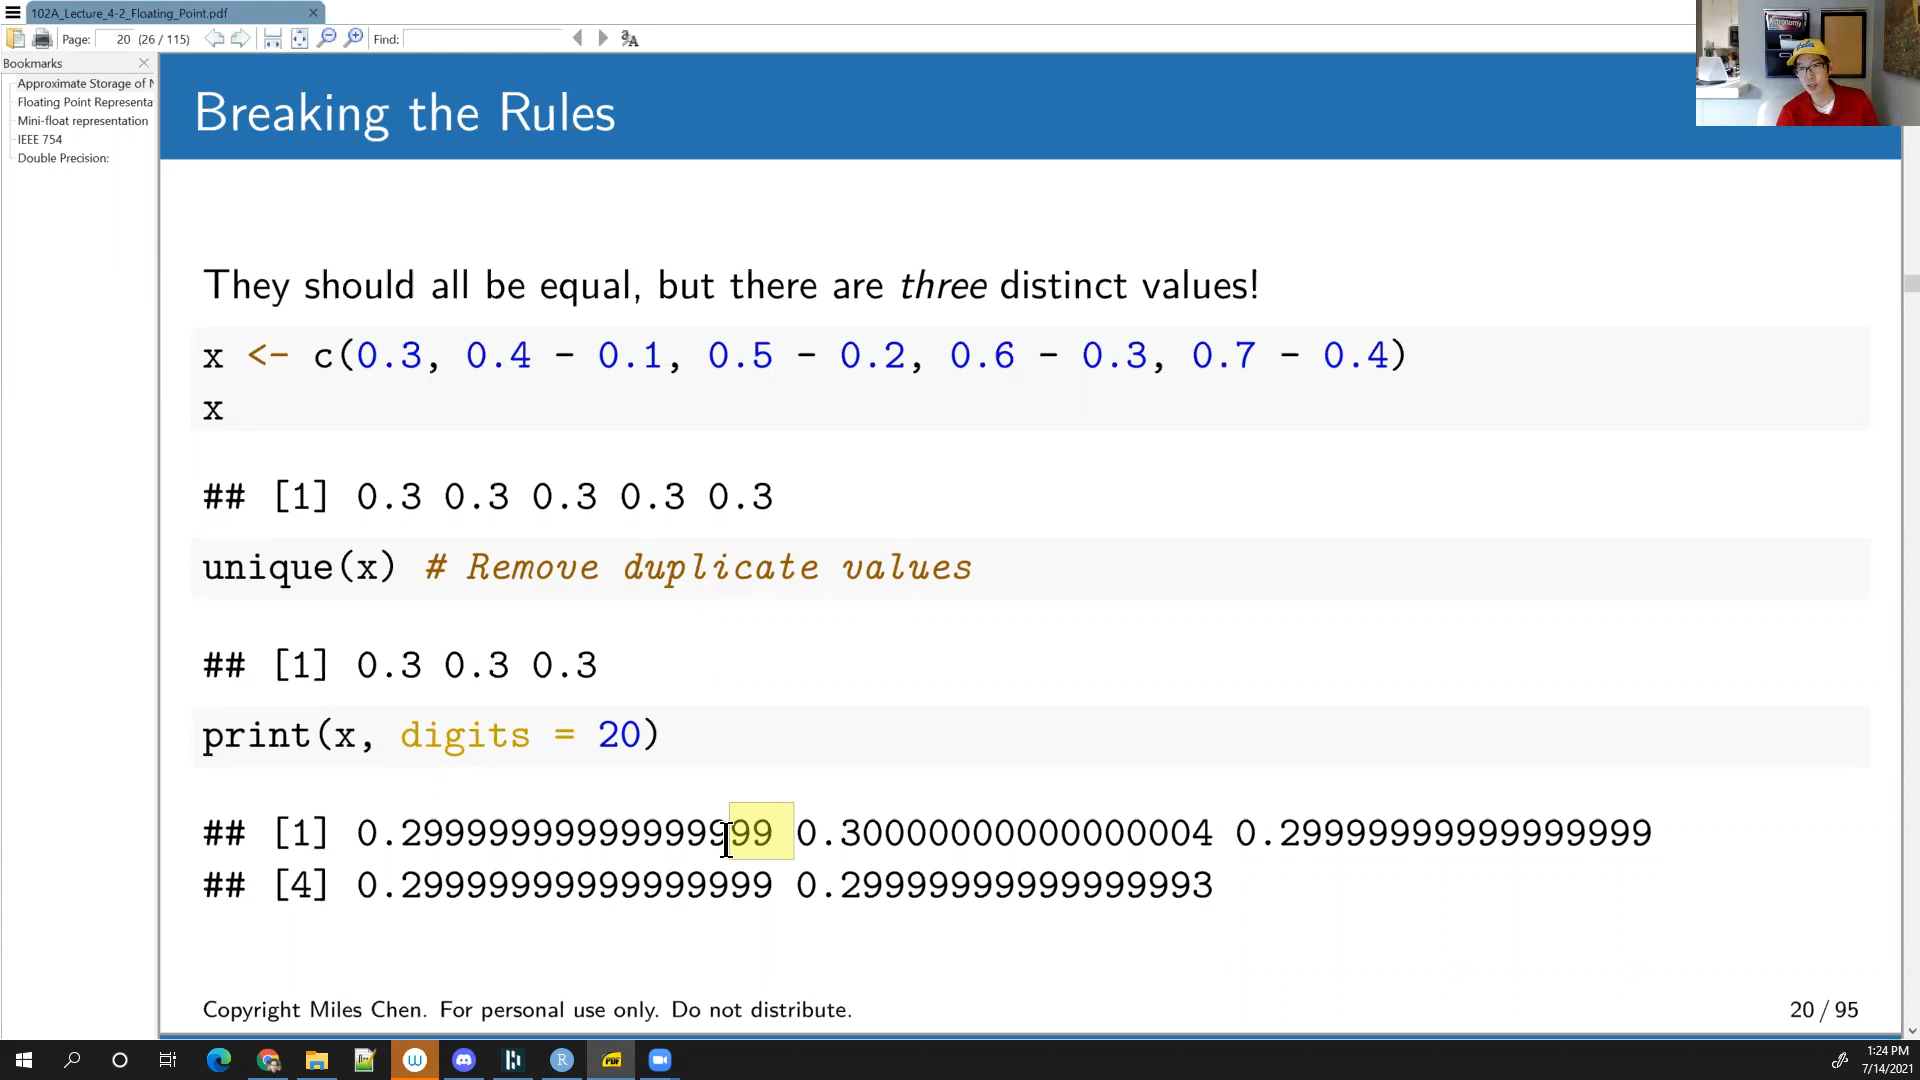 102A_Lecture_4-2_Floating_Point.pdf
Page: 20 (26 / 115) Find:
Bookmarks
Approximate Storage of N
Floating Point Representa
Mini-float representation
IEEE 754
Double Precision:
Breaking the Rules
They should all be equal, but there are three distinct values!
x <- c(0.3, 0.4 - 0.1, 0.5 - 0.2, 0.6 - 0.3, 0.7 - 0.4)
x
## [1] 0.3 0.3 0.3 0.3 0.3
unique(x) # Remove duplicate values
## [1] 0.3 0.3 0.3
print(x, digits = 20)
## [1] 0.29999999999999999 0.30000000000000004 0.29999999999999999
## [4] 0.29999999999999999 0.29999999999999993
Copyright Miles Chen. For personal use only. Do not distribute.
20 / 95
1:24 PM
7/14/2021